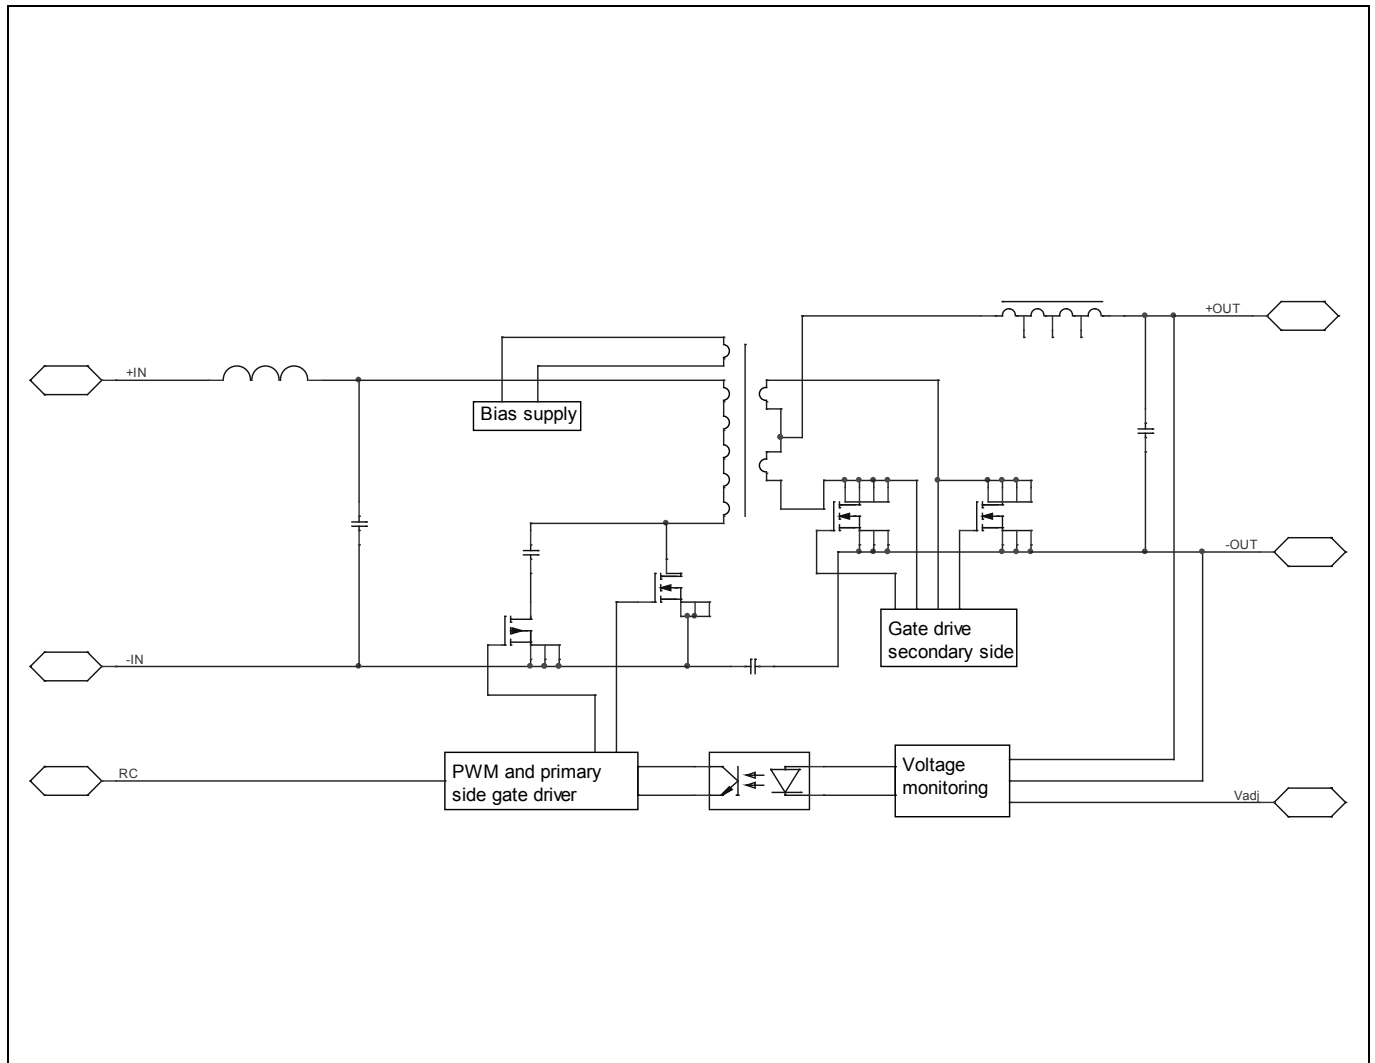 +OUT
+IN
Bias supply
-OUT
Gate drive
secondary side
-IN
RC
PWM and primary
side gate driver
Voltage
monitoring
Vadj